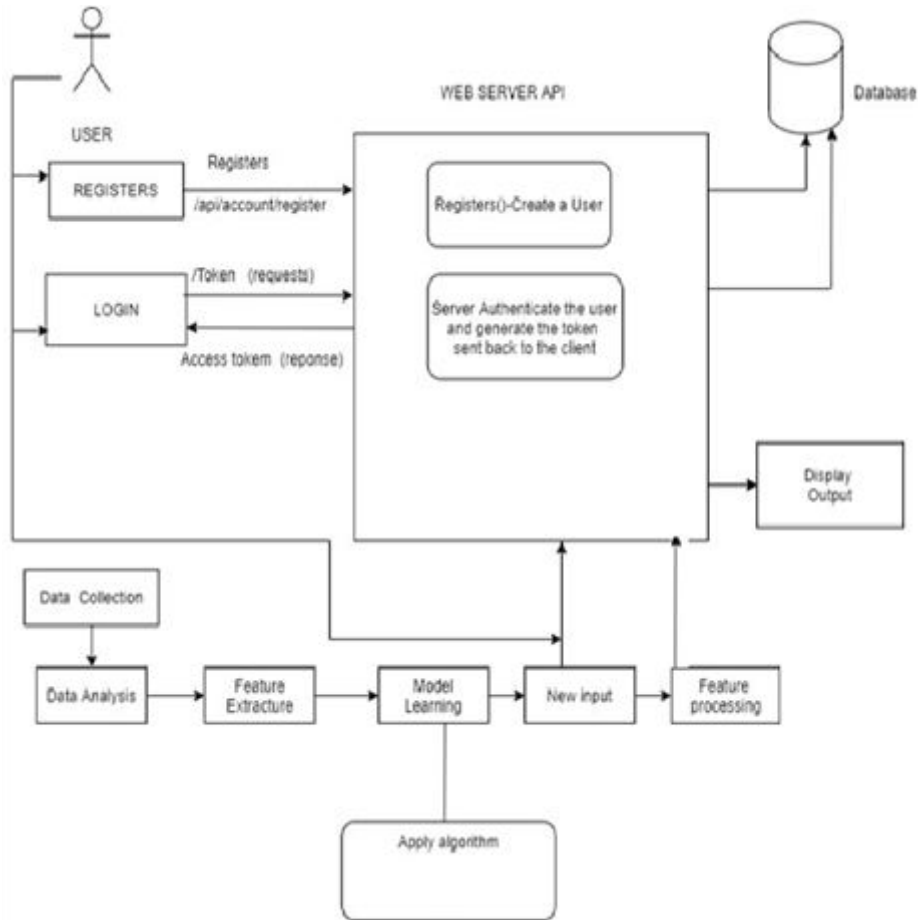 WEB SERVER API
Database
USER
REGISTERS
Registers
/api/account/register
Registers()-Create a User
LOGIN
/Token (requests)
Access tokem (reponse)
Server Authenticate the user
and generate the token
sent back to the client
Display
Output
Data Collection
Data Analysis
Feature
Extracture
Model
Learning
New input
Feature
processing
Apply algorithm